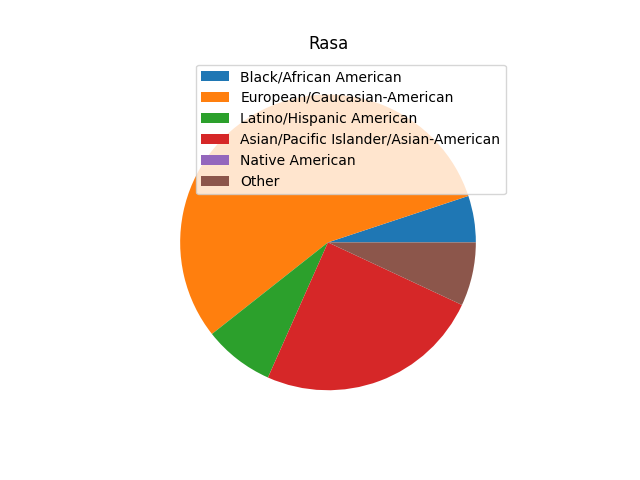 Rasa
Black/African American
European/Caucasian-American
Latino/Hispanic American
Asian/Pacific Islander/Asian-American
Native American
Other